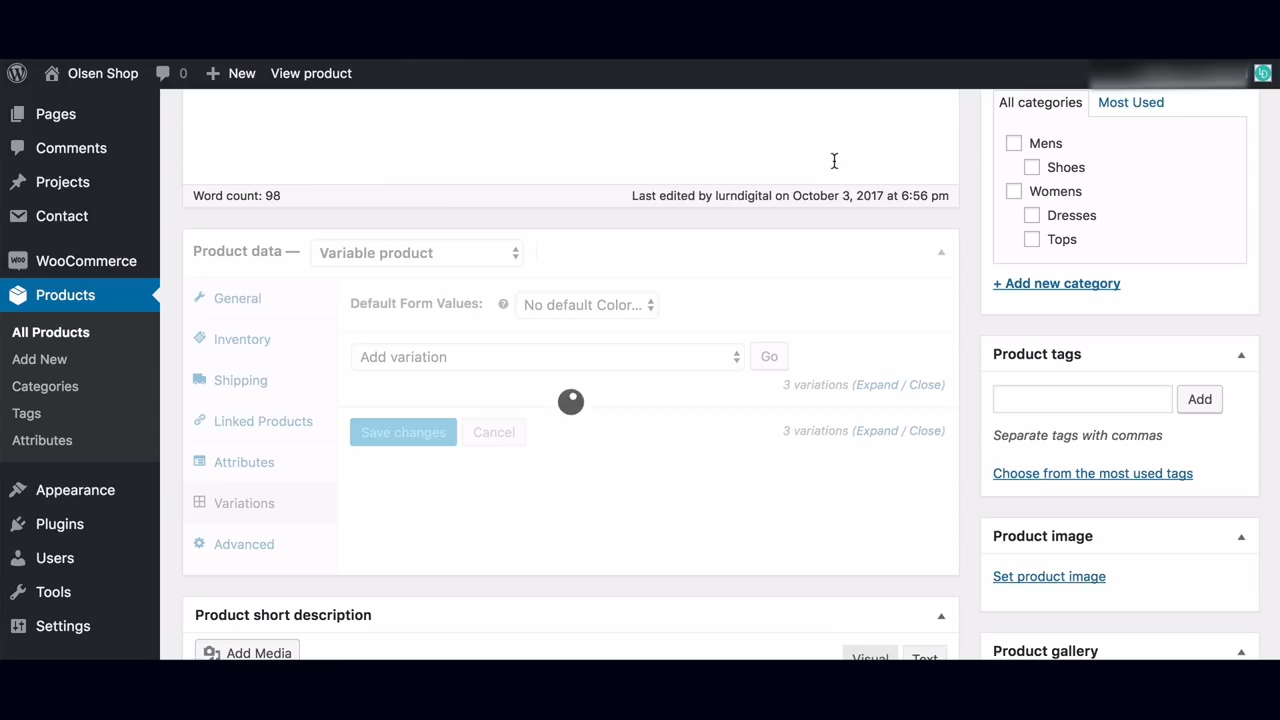 Olsen Shop 0 New View product
Pages
Comments
Projects
Contact
WooCommerce
Products
All Products
Add New
Categories
Tags
Attributes
Appearance
Plugins
Users
Tools
Settings
Word count: 98 Last edited by lurndigital on October 3, 2017 at 6:56 pm
Product data — Variable product
General
Inventory
Shipping
Linked Products
Attributes
Variations
Advanced
Default Form Values: No default Color...
Add variation Go
3 variations (Expand / Close)
Save changes Cancel 3 variations (Expand / Close)
Product short description
Add Media Visual Text
All categories Most Used
Mens
Shoes
Womens
Dresses
Tops
+ Add new category
Product tags
Add
Separate tags with commas
Choose from the most used tags
Product image
Set product image
Product gallery